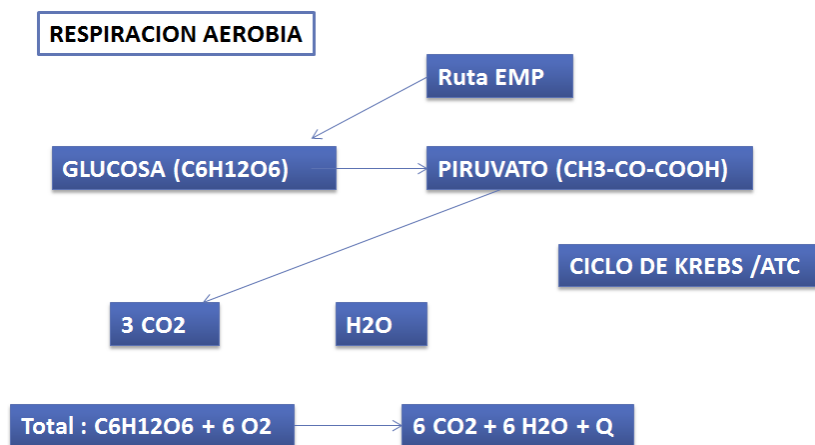 RESPIRACION AEROBIA
Ruta EMP
GLUCOSA (C6H12O6)
PIRUVATO (CH3-CO-COOH)
CICLO DE KREBS /ATC
3 CO2
H2O
Total : C6H12O6 + 6 O2
6 CO2 + 6 H2O + Q